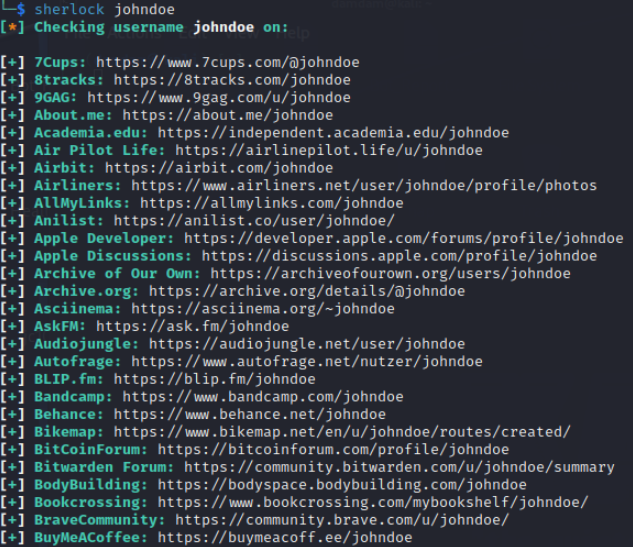 └─$ sherlock johndoe
[*] Checking username johndoe on:
[+] 7Cups: https://www.7cups.com/@johndoe
[+] 8tracks: https://8tracks.com/johndoe
[+] 9GAG: https://www.9gag.com/u/johndoe
[+] About.me: https://about.me/johndoe
[+] Academia.edu: https://independent.academia.edu/johndoe
[+] Air Pilot Life: https://airlinepilot.life/u/johndoe
[+] Airbit: https://airbit.com/johndoe
[+] Airliners: https://www.airliners.net/user/johndoe/profile/photos
[+] AllMyLinks: https://allmylinks.com/johndoe
[+] Anilist: https://anilist.co/user/johndoe/
[+] Apple Developer: https://developer.apple.com/forums/profile/johndoe
[+] Apple Discussions: https://discussions.apple.com/profile/johndoe
[+] Archive of Our Own: https://archiveofourown.org/users/johndoe
[+] Archive.org: https://archive.org/details/@johndoe
[+] Asciinema: https://asciinema.org/~johndoe
[+] AskFM: https://ask.fm/johndoe
[+] Audiojungle: https://audiojungle.net/user/johndoe
[+] Autofrage: https://www.autofrage.net/nutzer/johndoe
[+] BLIP.fm: https://blip.fm/johndoe
[+] Bandcamp: https://www.bandcamp.com/johndoe
[+] Behance: https://www.behance.net/johndoe
[+] Bikemap: https://www.bikemap.net/en/u/johndoe/routes/created/
[+] BitCoinForum: https://bitcoinforum.com/profile/johndoe
[+] Bitwarden Forum: https://community.bitwarden.com/u/johndoe/summary
[+] BodyBuilding: https://bodyspace.bodybuilding.com/johndoe
[+] Bookcrossing: https://www.bookcrossing.com/mybookshelf/johndoe/
[+] BraveCommunity: https://community.brave.com/u/johndoe/
[+] BuyMeACoffee: https://buymeacoff.ee/johndoe